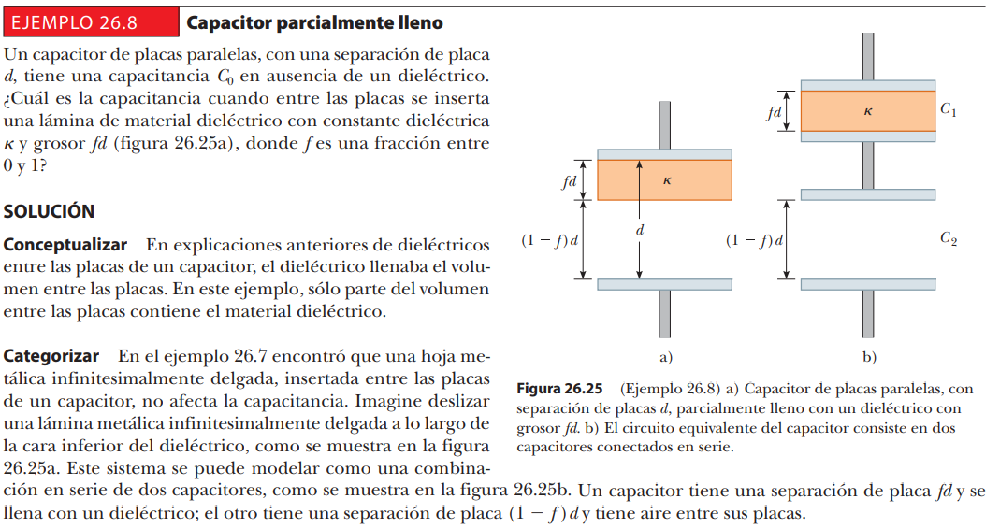 EJEMPLO 26.8 Capacitor parcialmente lleno
Un capacitor de placas paralelas, con una separación de placa
d, tiene una capacitancia C₀ en ausencia de un dieléctrico.
¿Cuál es la capacitancia cuando entre las placas se inserta
una lámina de material dieléctrico con constante dieléctrica
κ y grosor fd (figura 26.25a), donde f es una fracción entre
0 y 1?
SOLUCIÓN
Conceptualizar En explicaciones anteriores de dieléctricos
entre las placas de un capacitor, el dieléctrico llenaba el volu-
men entre las placas. En este ejemplo, sólo parte del volumen
entre las placas contiene el material dieléctrico.
Categorizar En el ejemplo 26.7 encontró que una hoja me-
tálica infinitesimalmente delgada, insertada entre las placas
de un capacitor, no afecta la capacitancia. Imagine deslizar
una lámina metálica infinitesimalmente delgada a lo largo de
la cara inferior del dieléctrico, como se muestra en la figura
26.25a. Este sistema se puede modelar como una combina-
ción en serie de dos capacitores, como se muestra en la figura 26.25b. Un capacitor tiene una separación de placa fd y se
llena con un dieléctrico; el otro tiene una separación de placa (1 − f)d y tiene aire entre sus placas.
fd
κ
(1 − f)d
d
a)
fd
κ
C₁
(1 − f)d
C₂
b)
Figura 26.25 (Ejemplo 26.8) a) Capacitor de placas paralelas, con
separación de placas d, parcialmente lleno con un dieléctrico con
grosor fd. b) El circuito equivalente del capacitor consiste en dos
capacitores conectados en serie.